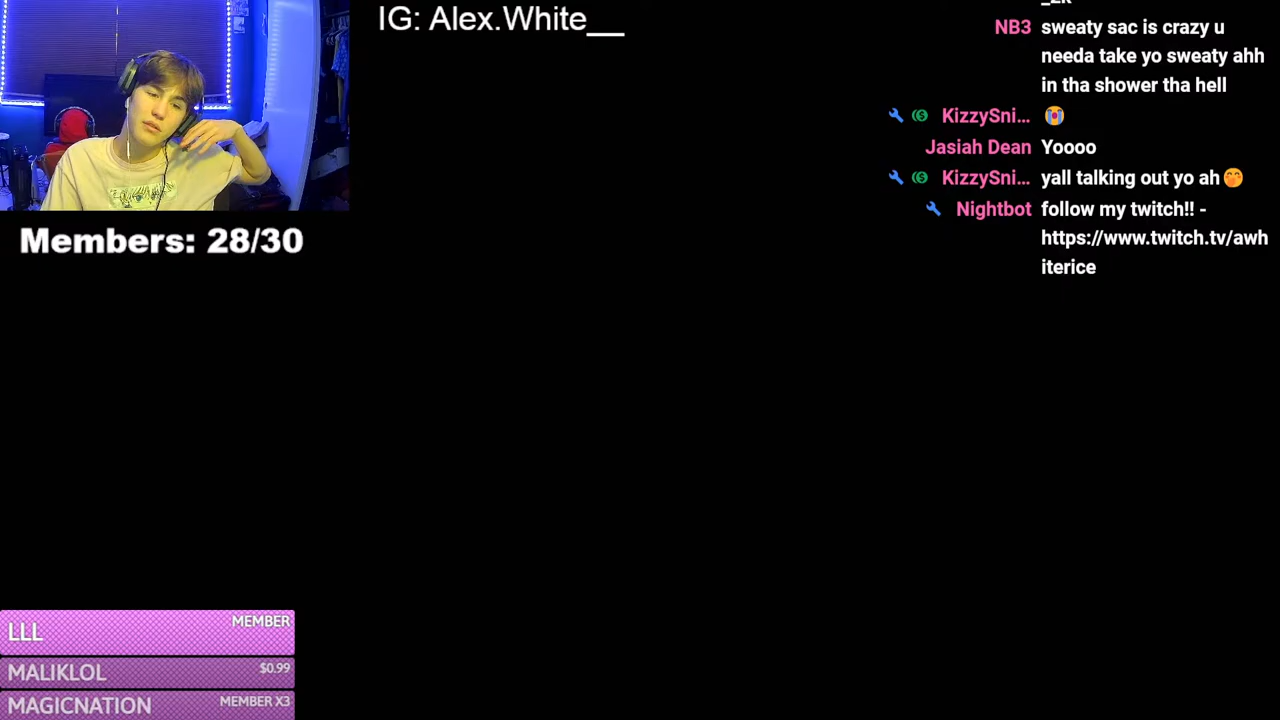 IG: Alex.White__
NB3 sweaty sac is crazy u
needa take yo sweaty ahh
in tha shower tha hell
KizzySni... 😭
Jasiah Dean Yoooo
KizzySni... yall talking out yo ah🤭
Nightbot follow my twitch!! -
https://www.twitch.tv/awh
iterice
Members: 28/30
LLL MEMBER
MALIKLOL $0.99
MAGICNATION MEMBER X3